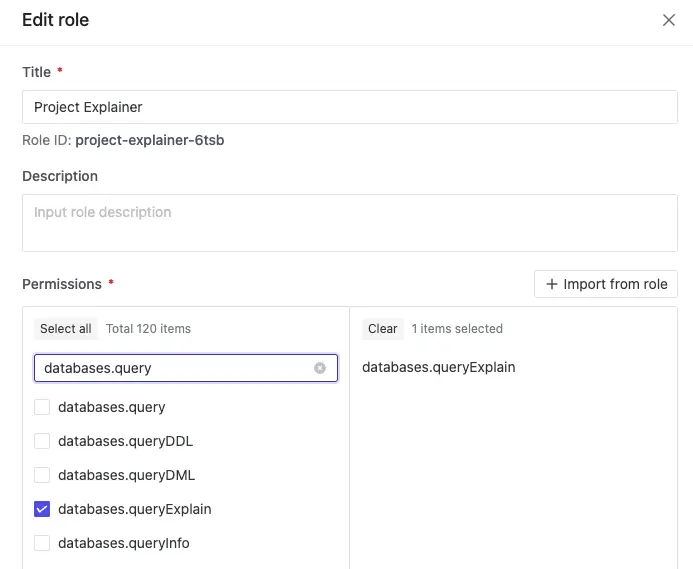 Edit role
Title *
Project Explainer
Role ID: project-explainer-6tsb
Description
Input role description
Permissions *
+ Import from role
Select all Total 120 items
Clear 1 items selected
databases.query
databases.queryExplain
databases.query
databases.queryDDL
databases.queryDML
databases.queryExplain
databases.queryInfo